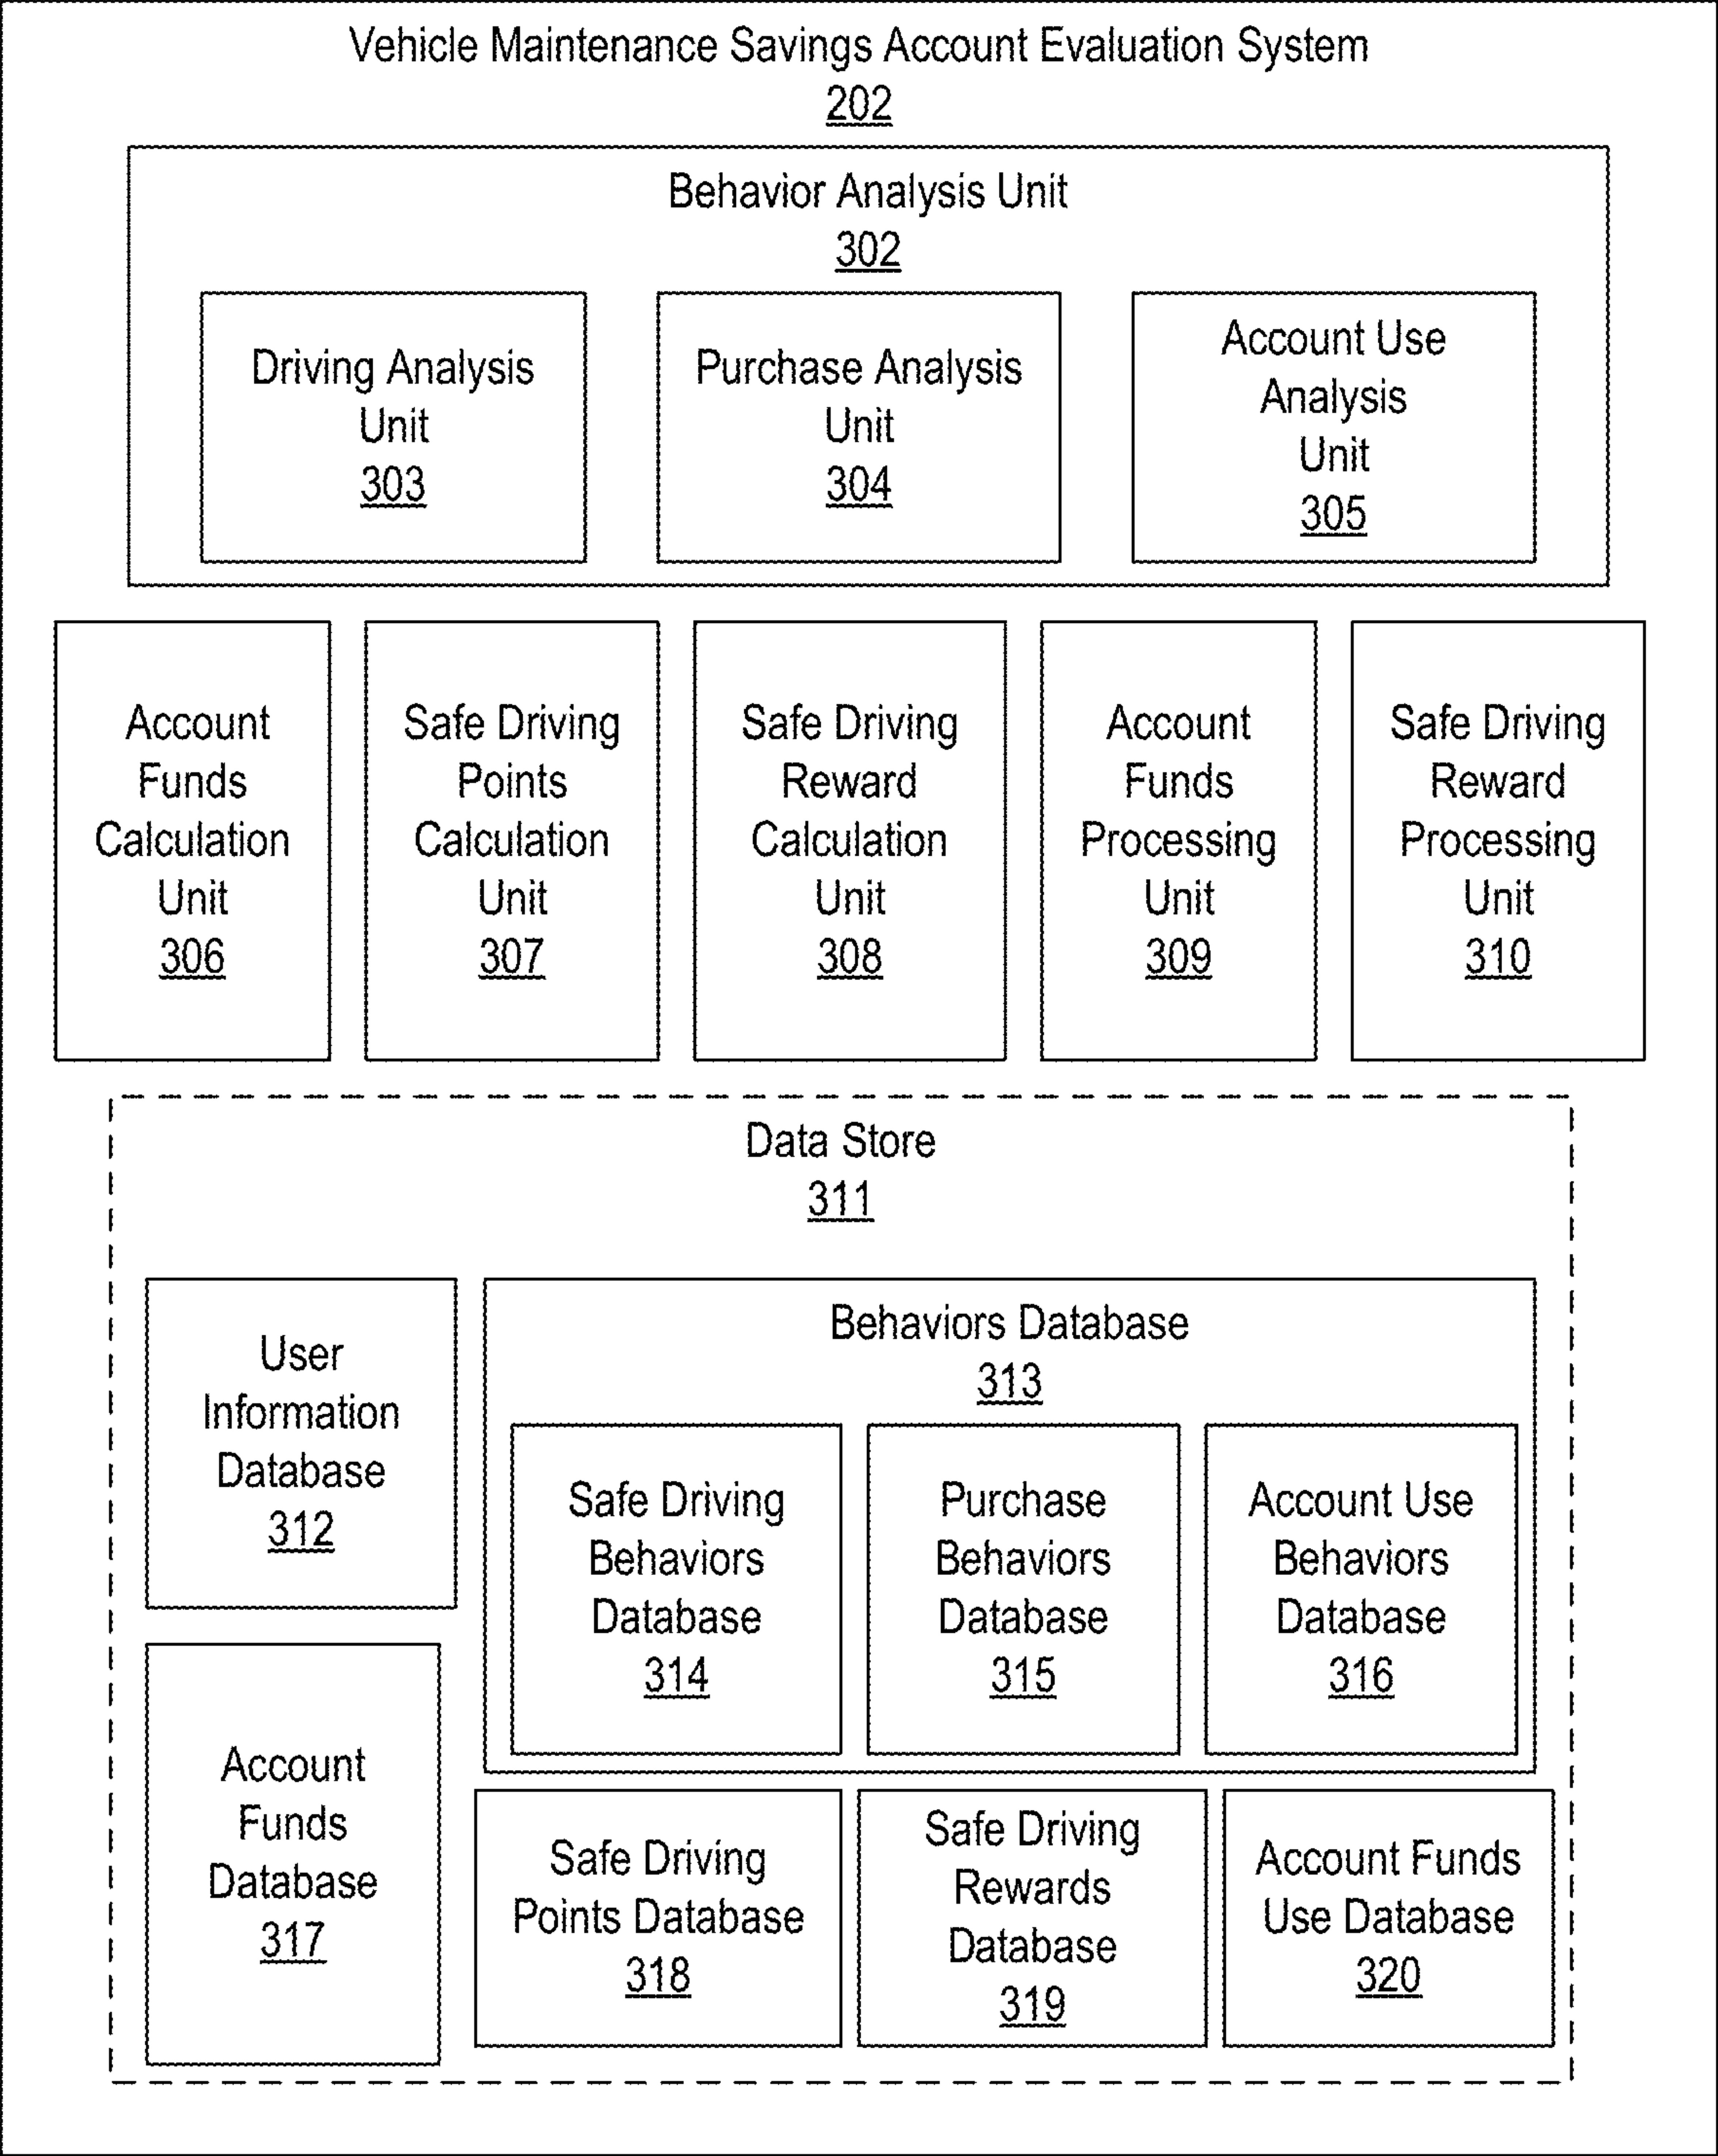 Vehicle Maintenance Savings Account Evaluation System
202
Behavior Analysis Unit
302
Driving Analysis
Unit
303
Purchase Analysis
Unit
304
Account Use
Analysis
Unit
305
Account
Funds
Calculation
Unit
306
Safe Driving
Points
Calculation
Unit
307
Safe Driving
Reward
Calculation
Unit
308
Account
Funds
Processing
Unit
309
Safe Driving
Reward
Processing
Unit
310
Data Store
311
User
Information
Database
312
Behaviors Database
313
Safe Driving
Behaviors
Database
314
Purchase
Behaviors
Database
315
Account Use
Behaviors
Database
316
Account
Funds
Database
317
Safe Driving
Points Database
318
Safe Driving
Rewards
Database
319
Account Funds
Use Database
320